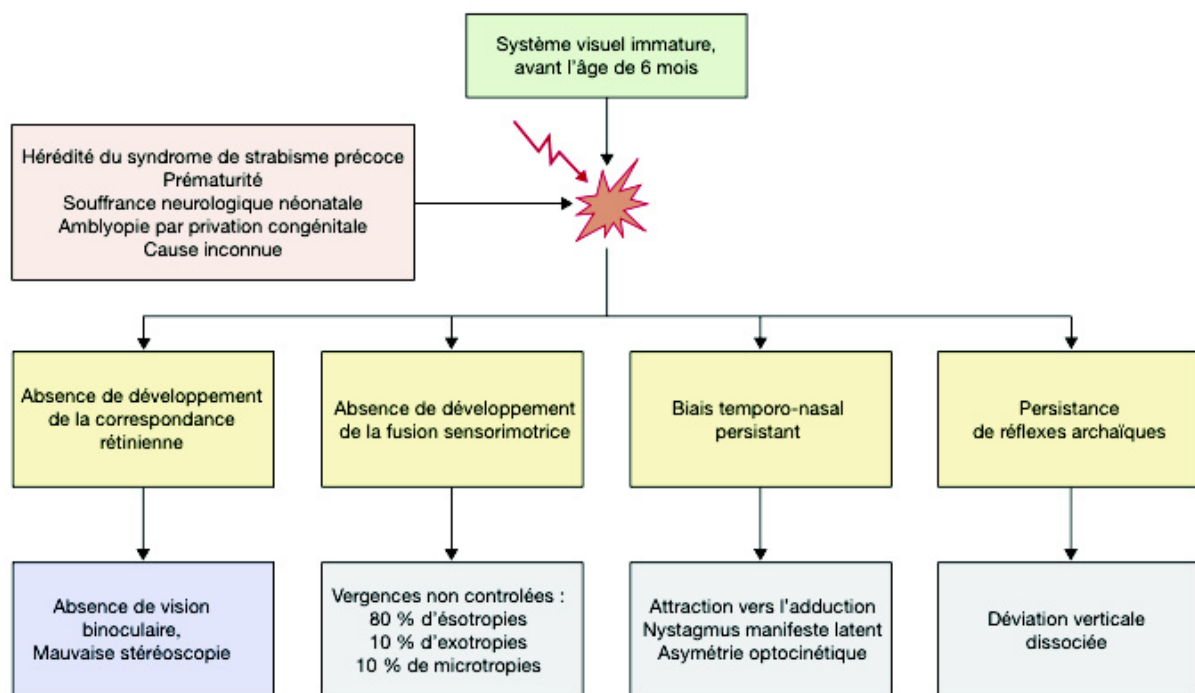 Système visuel immature,
avant l'âge de 6 mois
Hérédité du syndrome de strabisme précoce
Prématurité
Souffrance neurologique néonatale
Amblyopie par privation congénitale
Cause inconnue
Absence de développement
de la correspondance
rétinienne
Absence de développement
de la fusion sensorimotrice
Biais temporo-nasal
persistant
Persistance
de réflexes archaïques
Absence de vision
binoculaire,
Mauvaise stéréoscopie
Vergences non controlées :
80 % d'ésotropies
10 % d'exotropies
10 % de microtropies
Attraction vers l'adduction
Nystagmus manifeste latent
Asymétrie optocinétique
Déviation verticale
dissociée